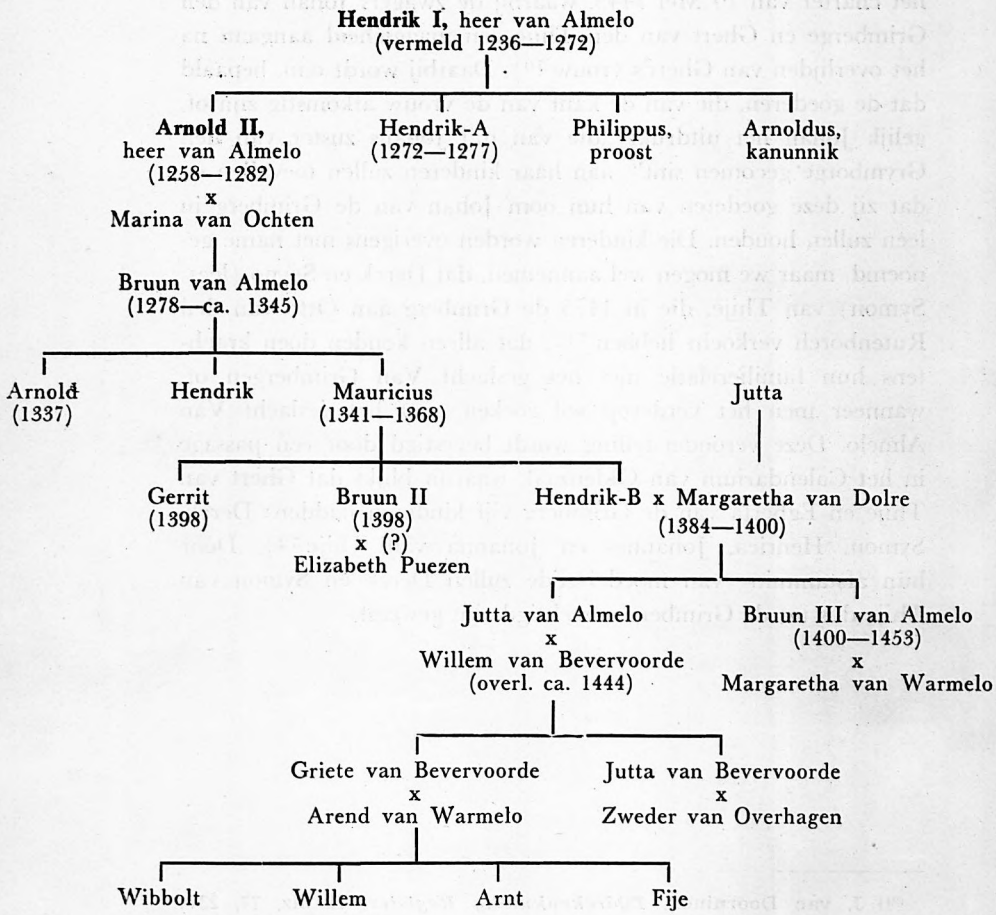 Hendrik I, heer van Almelo
(vermeld 1236—1272)
Arnold II, Hendrik-A Philippus, Arnoldus,
heer van Almelo (1272—1277) proost kanunnik
(1258—1282)
x
Marina van Ochten
Bruun van Almelo
(1278—ca. 1345)
Arnold Hendrik Mauricius Jutta
(1337) (1341—1368)
Gerrit Bruun II Hendrik-B x Margaretha van Dolre
(1398) (1398) (1384—1400)
x (?)
Elizabeth Puezen
Jutta van Almelo Bruun III van Almelo
x (1400—1453)
Willem van Bevervoorde x
(overl. ca. 1444) Margaretha van Warmelo
Griete van Bevervoorde Jutta van Bevervoorde
x x
Arend van Warmelo Zweder van Overhagen
Wibbolt Willem Arnt Fije